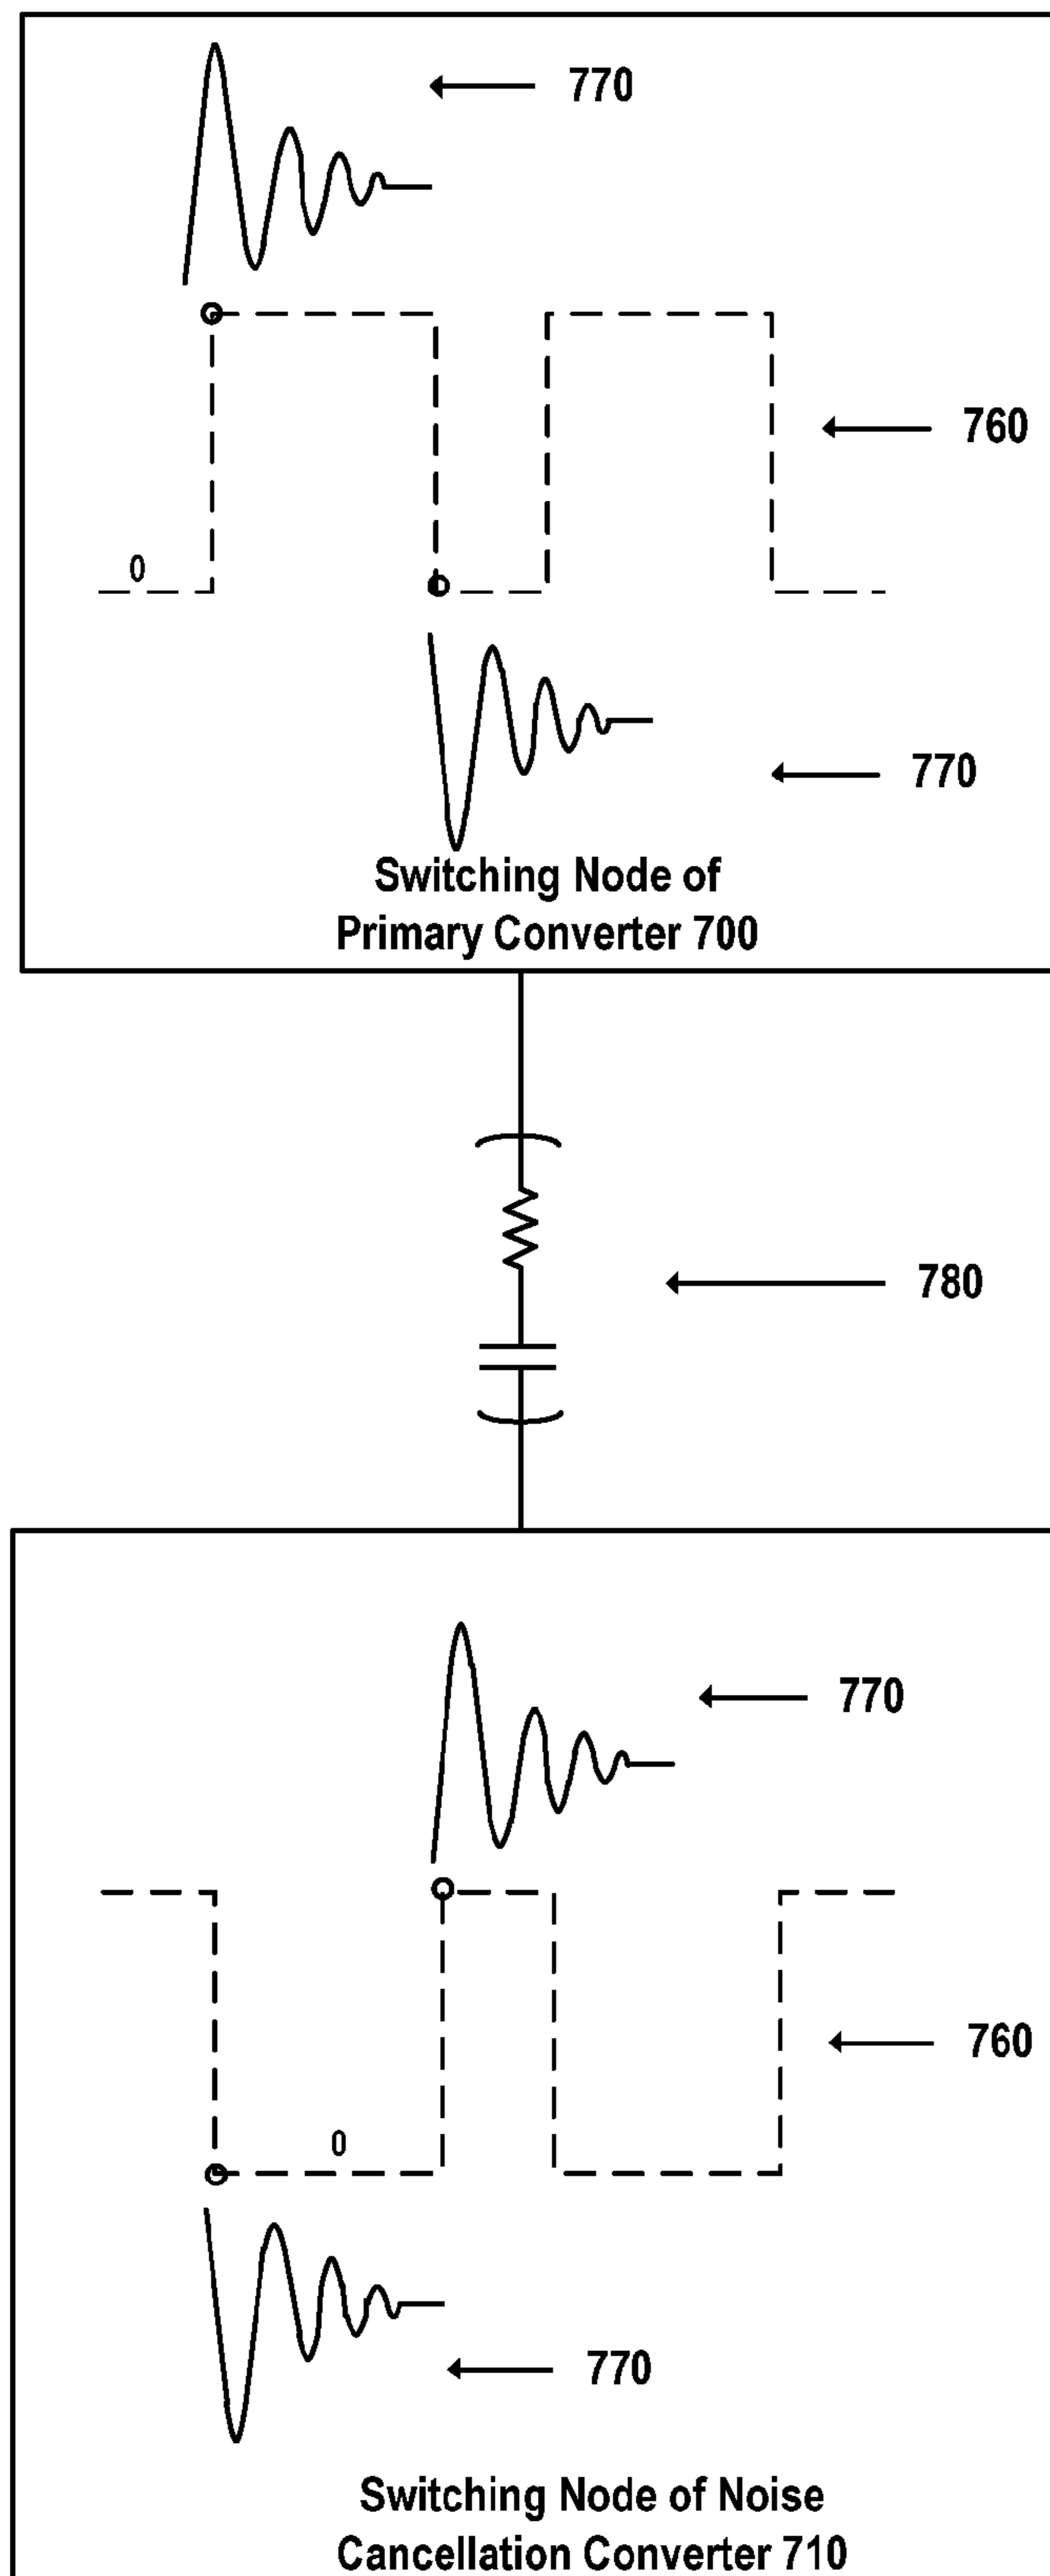 770
760
0
770
Switching Node of
Primary Converter 700
780
770
760
0
770
Switching Node of Noise
Cancellation Converter 710